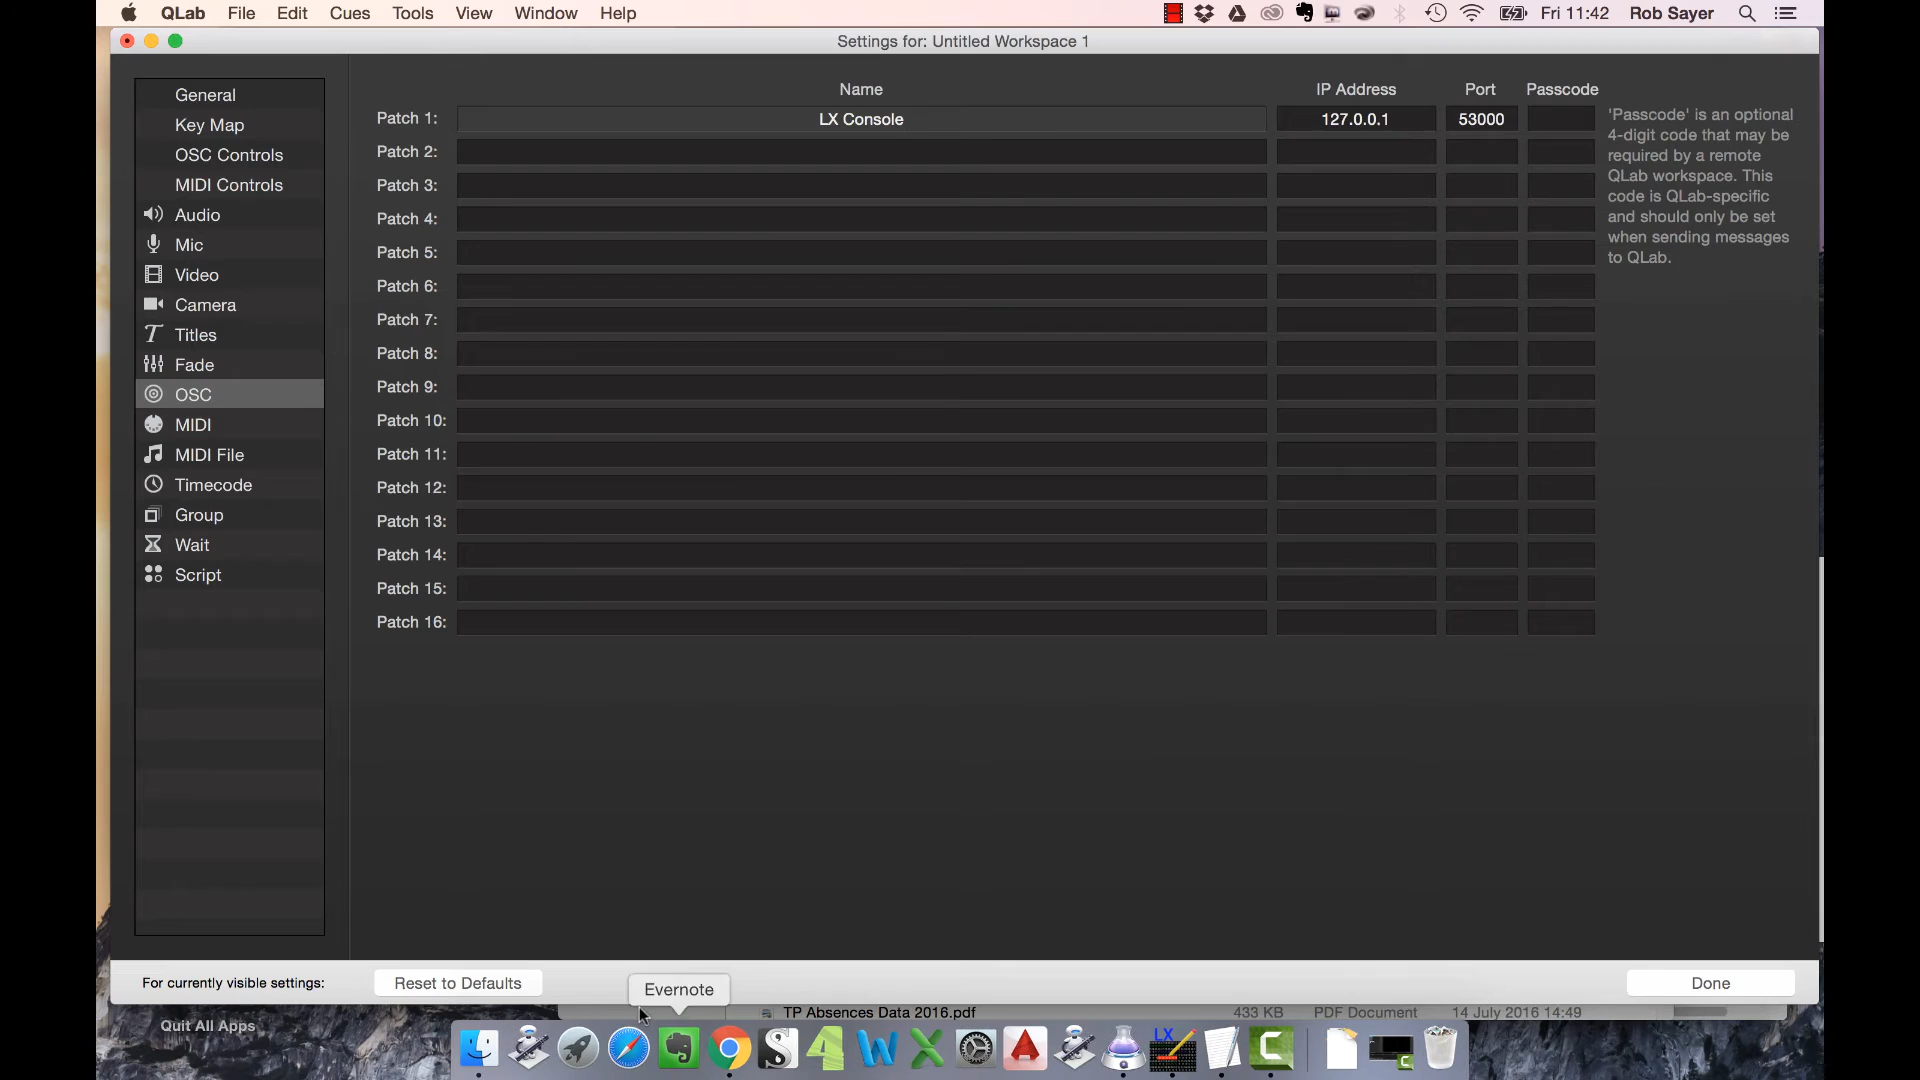 QLab File Edit Cues Tools View Window Help Fri 11:42 Rob Sayer
Settings for: Untitled Workspace 1
General
Key Map
OSC Controls
MIDI Controls
Audio
Mic
Video
Camera
Titles
Fade
OSC
MIDI
MIDI File
Timecode
Group
Wait
Script
Name IP Address Port Passcode
Patch 1: LX Console 127.0.0.1 53000
Patch 2:
Patch 3:
Patch 4:
Patch 5:
Patch 6:
Patch 7:
Patch 8:
Patch 9:
Patch 10:
Patch 11:
Patch 12:
Patch 13:
Patch 14:
Patch 15:
Patch 16:
'Passcode' is an optional
4-digit code that may be
required by a remote
QLab workspace. This
code is QLab-specific
and should only be set
when sending messages
to QLab.
For currently visible settings: Reset to Defaults Done
Evernote
Quit All Apps TP Absences Data 2016.pdf 433 KB PDF Document 14 July 2016 14:49
LX